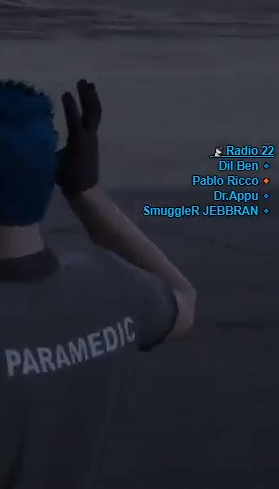 Radio 22
Dil Ben
Pablo Ricco
Dr.Appu
SmuggleR JEBBRAN
PARAMEDIC